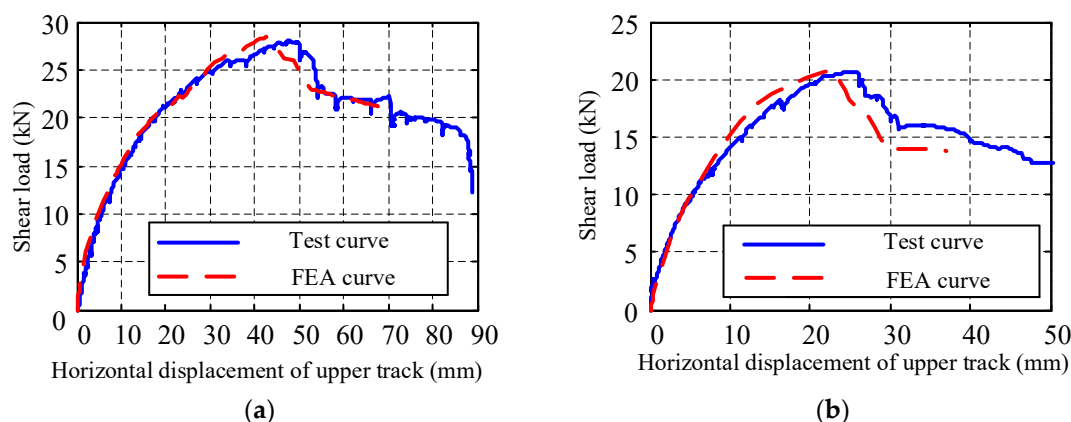 30
25
20
15
10
5
0
0 10 20 30 40 50 60 70 80 90
Shear load (kN)
Test curve
FEA curve
Horizontal displacement of upper track (mm)
(a)
25
20
15
10
5
0
0 10 20 30 40 50
Shear load (kN)
Test curve
FEA curve
Horizontal displacement of upper track (mm)
(b)